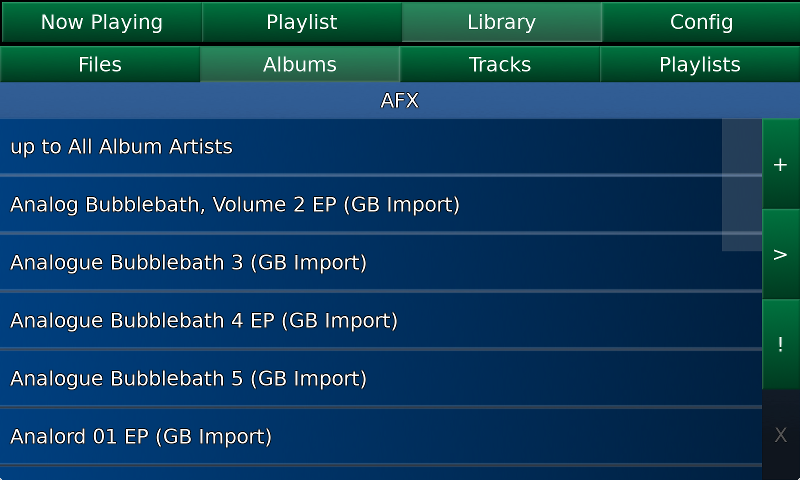 Now Playing Playlist Library Config
Files Albums Tracks Playlists
AFX
up to All Album Artists
+
Analog Bubblebath, Volume 2 EP (GB Import)
>
Analogue Bubblebath 3 (GB Import)
Analogue Bubblebath 4 EP (GB Import)
!
Analogue Bubblebath 5 (GB Import)
Analord 01 EP (GB Import)
X